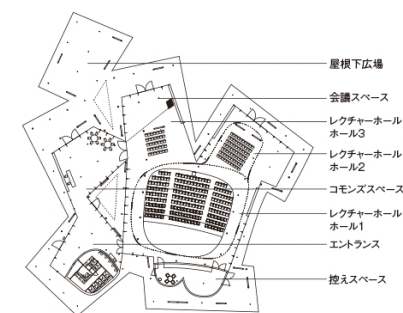 屋根下広場
会議スペース
レクチャーホール
ホール3
レクチャーホール
ホール2
コモンズスペース
レクチャーホール
ホール1
エントランス
控えスペース